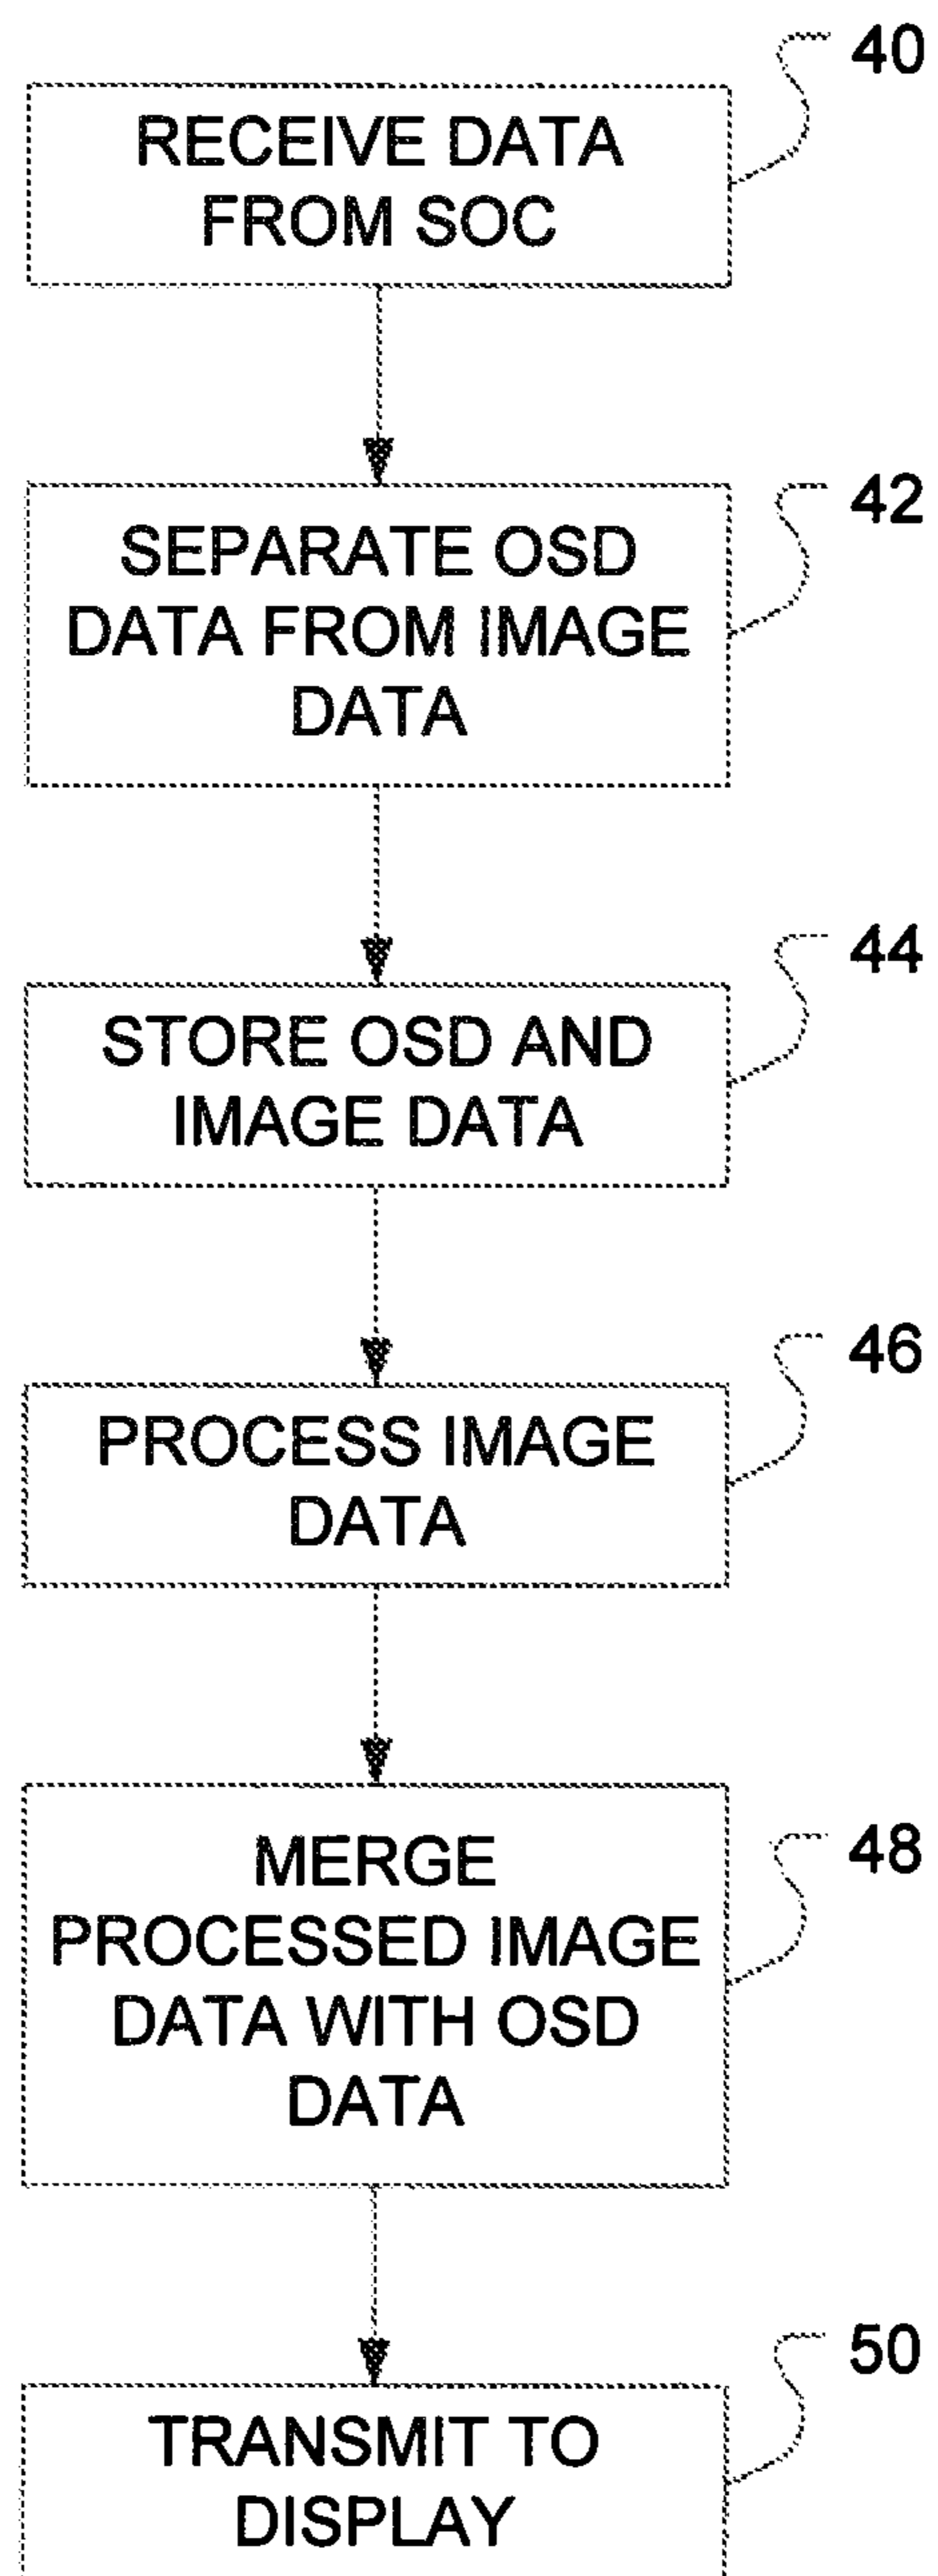 40
RECEIVE DATA
FROM SOC
42
SEPARATE OSD
DATA FROM IMAGE
DATA
44
STORE OSD AND
IMAGE DATA
46
PROCESS IMAGE
DATA
48
MERGE
PROCESSED IMAGE
DATA WITH OSD
DATA
50
TRANSMIT TO
DISPLAY